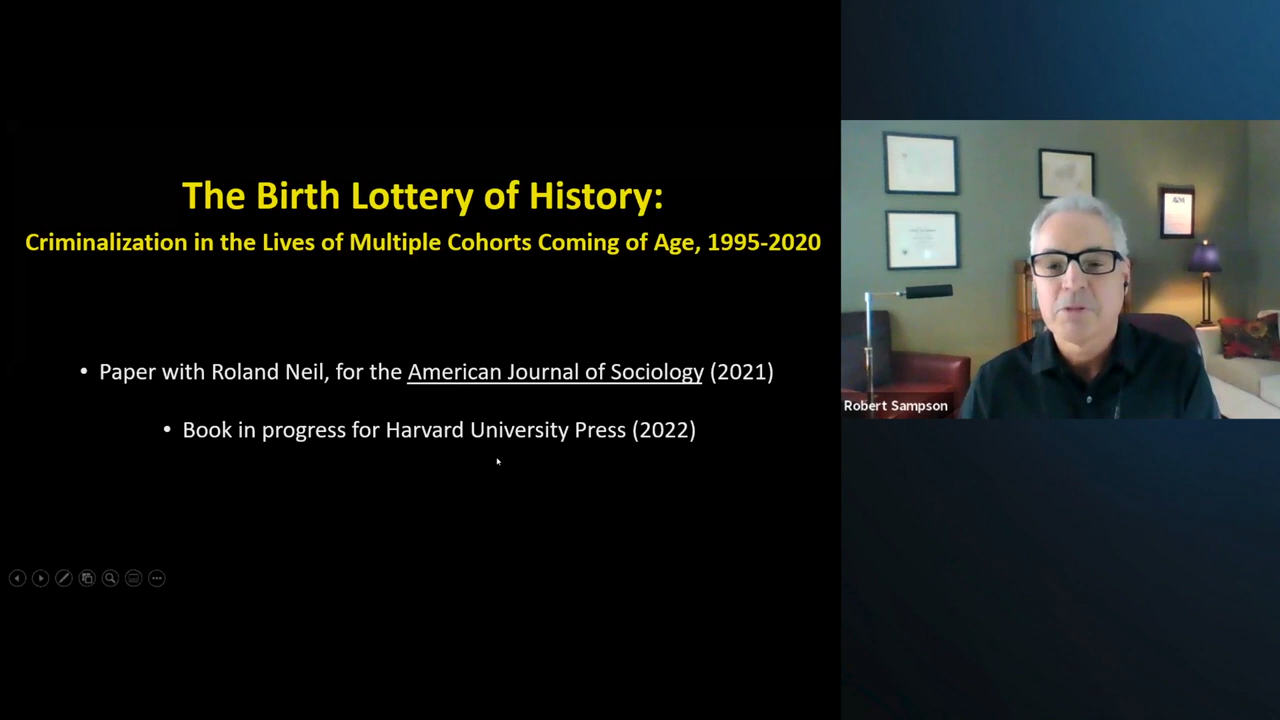 The Birth Lottery of History:
Criminalization in the Lives of Multiple Cohorts Coming of Age, 1995-2020
• Paper with Roland Neil, for the American Journal of Sociology (2021)
• Book in progress for Harvard University Press (2022)
Robert Sampson